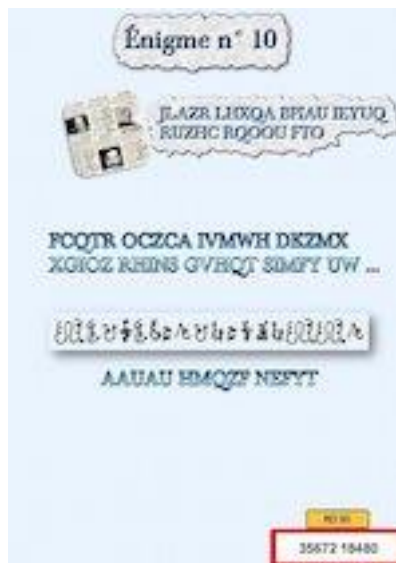 Énigme n° 10
JLAZR LHXQA BFIAU IEYUQ
RUZHC RQOOU FTO
FCQTR OCZCA IVMWH DKZMX
XGIOZ RHINS GVHQT SIMFY UW ...
AAUAU HMQZF NEFYT
35672 18480